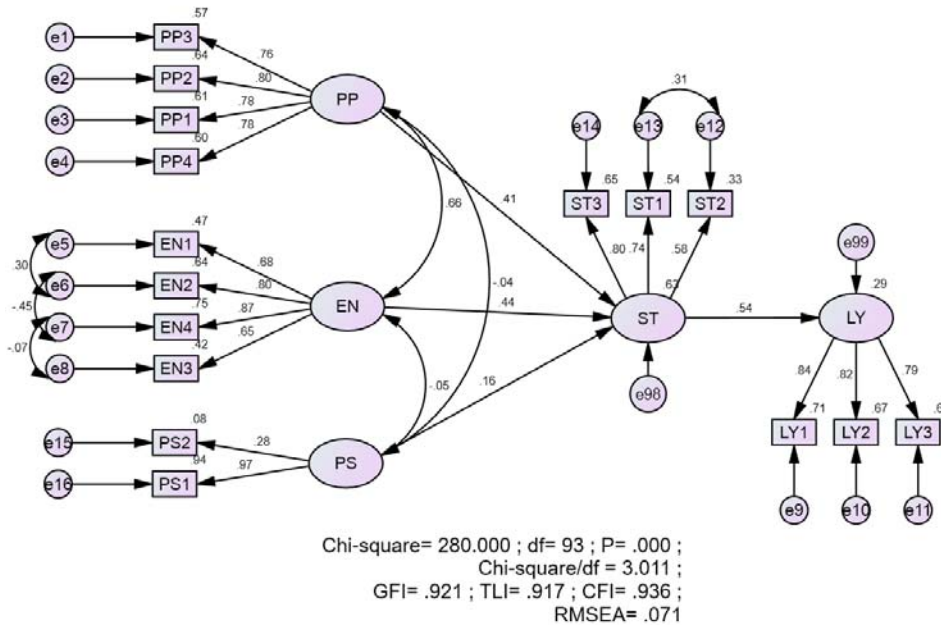 .57
e1 PP3
.76
.64
e2 PP2
.80
.61
e3 PP1
.78
PP
.60
e4 PP4
.78
.31
e14 e13 e12
.65 .54 .33
ST3 ST1 ST2
.41
.66
.47
e5 EN1
.30
.68
.64
e6 EN2
.80
-.45
.75
e7 EN4
.87
-.07
.42
e8 EN3
.65
EN
.44
-.04
.80 .74 .58
.63
ST
e98
.54
e99
.29
LY
.84 .82 .79
.71 .67
LY1 LY2 LY3
e9 e10 e11
-.05
.16
.08
e15 PS2
.28
.94
e16 PS1
.97
PS
Chi-square= 280.000 ; df= 93 ; P= .000 ;
Chi-square/df = 3.011 ;
GFI= .921 ; TLI= .917 ; CFI= .936 ;
RMSEA= .071